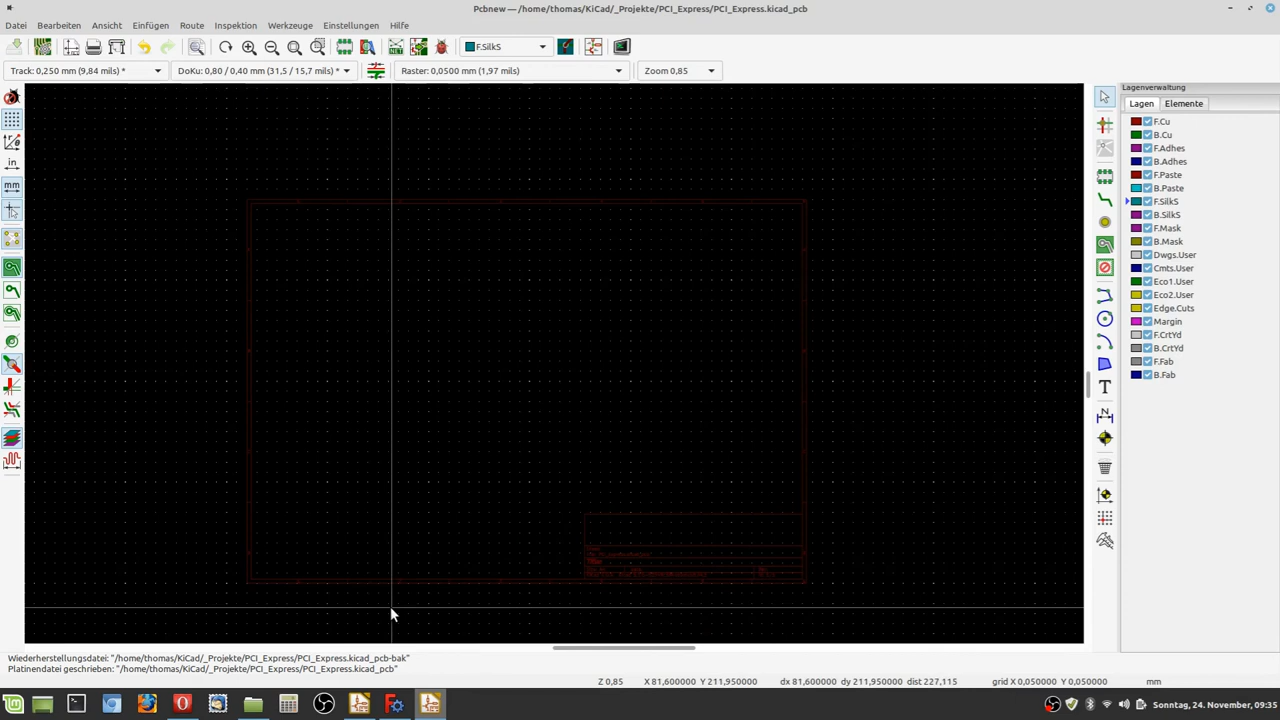 Pcbnew — /home/thomas/KiCad/_Projekte/PCI_Express/PCI_Express.kicad_pcb
Datei Bearbeiten Ansicht Einfügen Route Inspektion Werkzeuge Einstellungen Hilfe
F.SilkS
Track: 0,250 mm (9,84 mils) * DoKu: 0,80 / 0,40 mm (31,5 / 15,7 mils) * Raster: 0,0500 mm (1,97 mils) Zoom 0,85
Lagenverwaltung
Lagen Elemente
F.Cu
B.Cu
F.Adhes
B.Adhes
F.Paste
B.Paste
F.SilkS
B.SilkS
F.Mask
B.Mask
Dwgs.User
Cmts.User
Eco1.User
Eco2.User
Edge.Cuts
Margin
F.CrtYd
B.CrtYd
F.Fab
B.Fab
in
mm
T
N
NET
Wiederherstellungsdatei: "/home/thomas/KiCad/_Projekte/PCI_Express/PCI_Express.kicad_pcb-bak"
Platinendatei geschrieben: "/home/thomas/KiCad/_Projekte/PCI_Express/PCI_Express.kicad_pcb"
Z 0,85 X 81,600000 Y 211,950000 dx 81,600000 dy 211,950000 dist 227,115 grid X 0,050000 Y 0,050000 mm
Sonntag, 24. November, 09:35